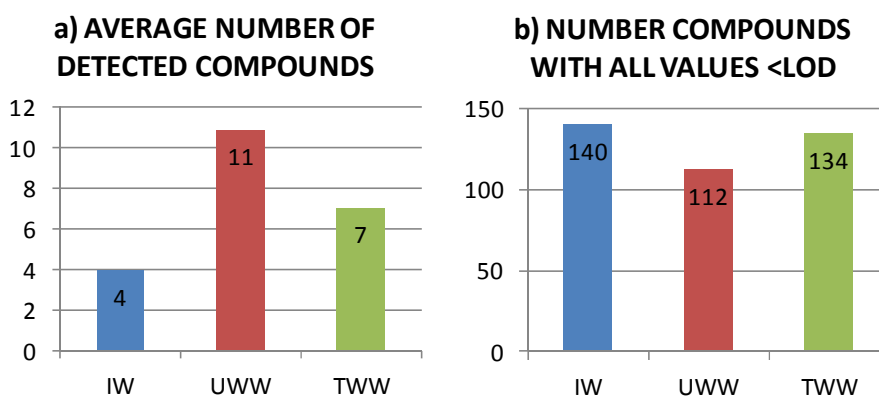 a) AVERAGE NUMBER OF
DETECTED COMPOUNDS
12
10
8
6
4
2
0
4
11
7
IW
UWW
TWW
b) NUMBER COMPOUNDS
WITH ALL VALUES <LOD
150
100
50
0
140
112
134
IW
UWW
TWW